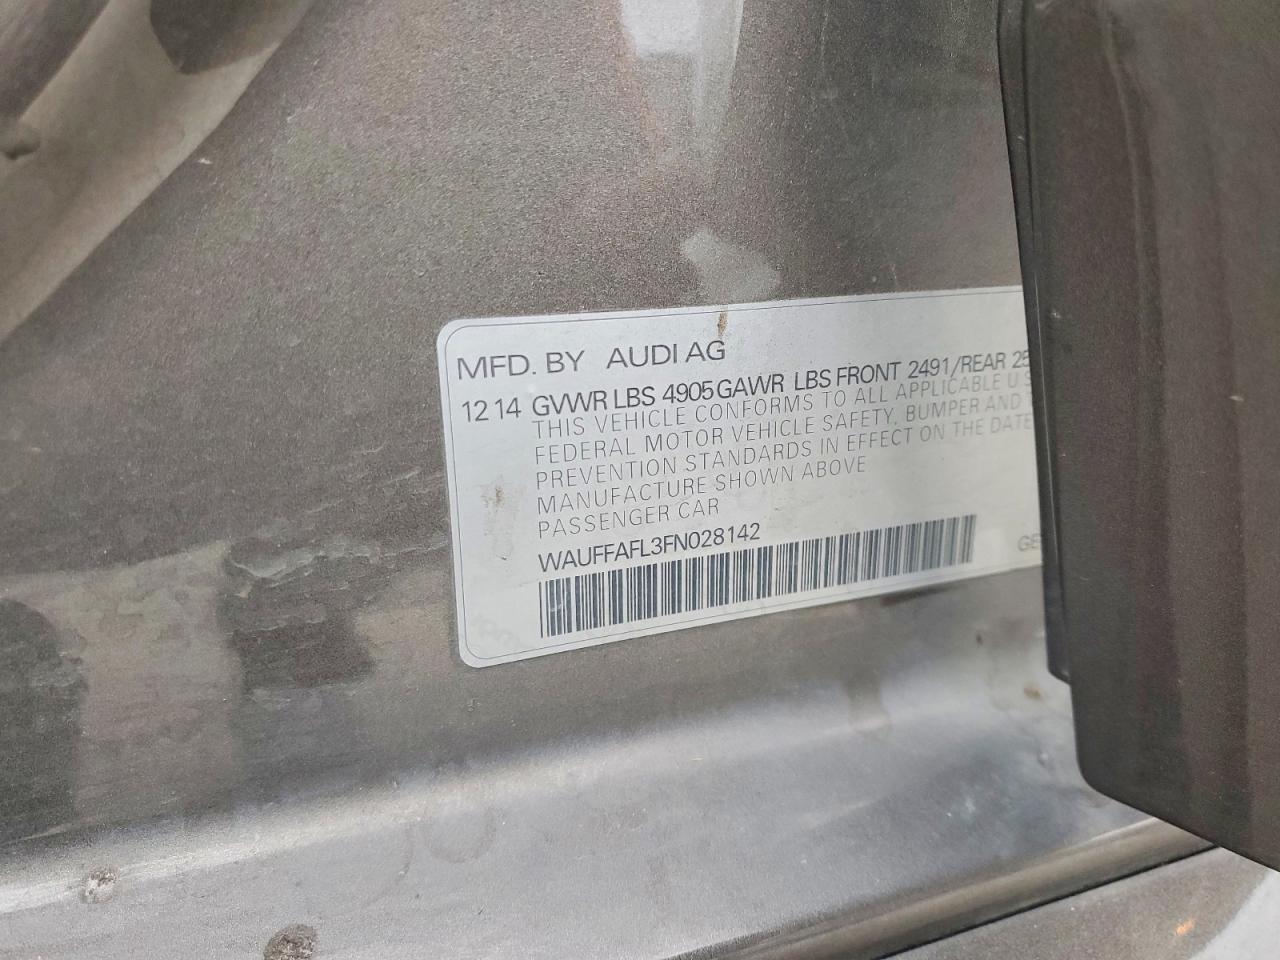 MFD. BY AUDI AG
12 14 GVWR LBS 4905 GAWR LBS FRONT 2491/REAR 25
THIS VEHICLE CONFORMS TO ALL APPLICABLE U S
FEDERAL MOTOR VEHICLE SAFETY, BUMPER AND T
PREVENTION STANDARDS IN EFFECT ON THE DATE
MANUFACTURE SHOWN ABOVE
PASSENGER CAR
WAUFFAFL3FN028142
GE